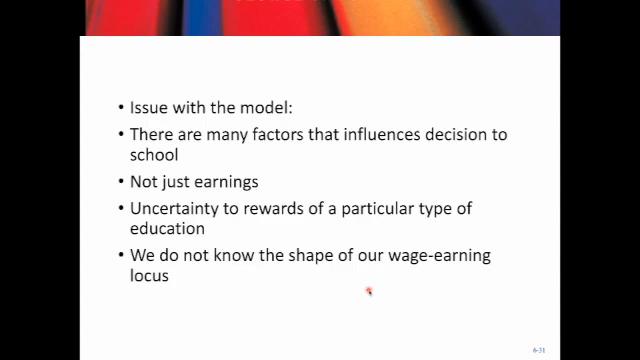 • Issue with the model:
• There are many factors that influences decision to
school
• Not just earnings
• Uncertainty to rewards of a particular type of
education
• We do not know the shape of our wage-earning
locus
6-31